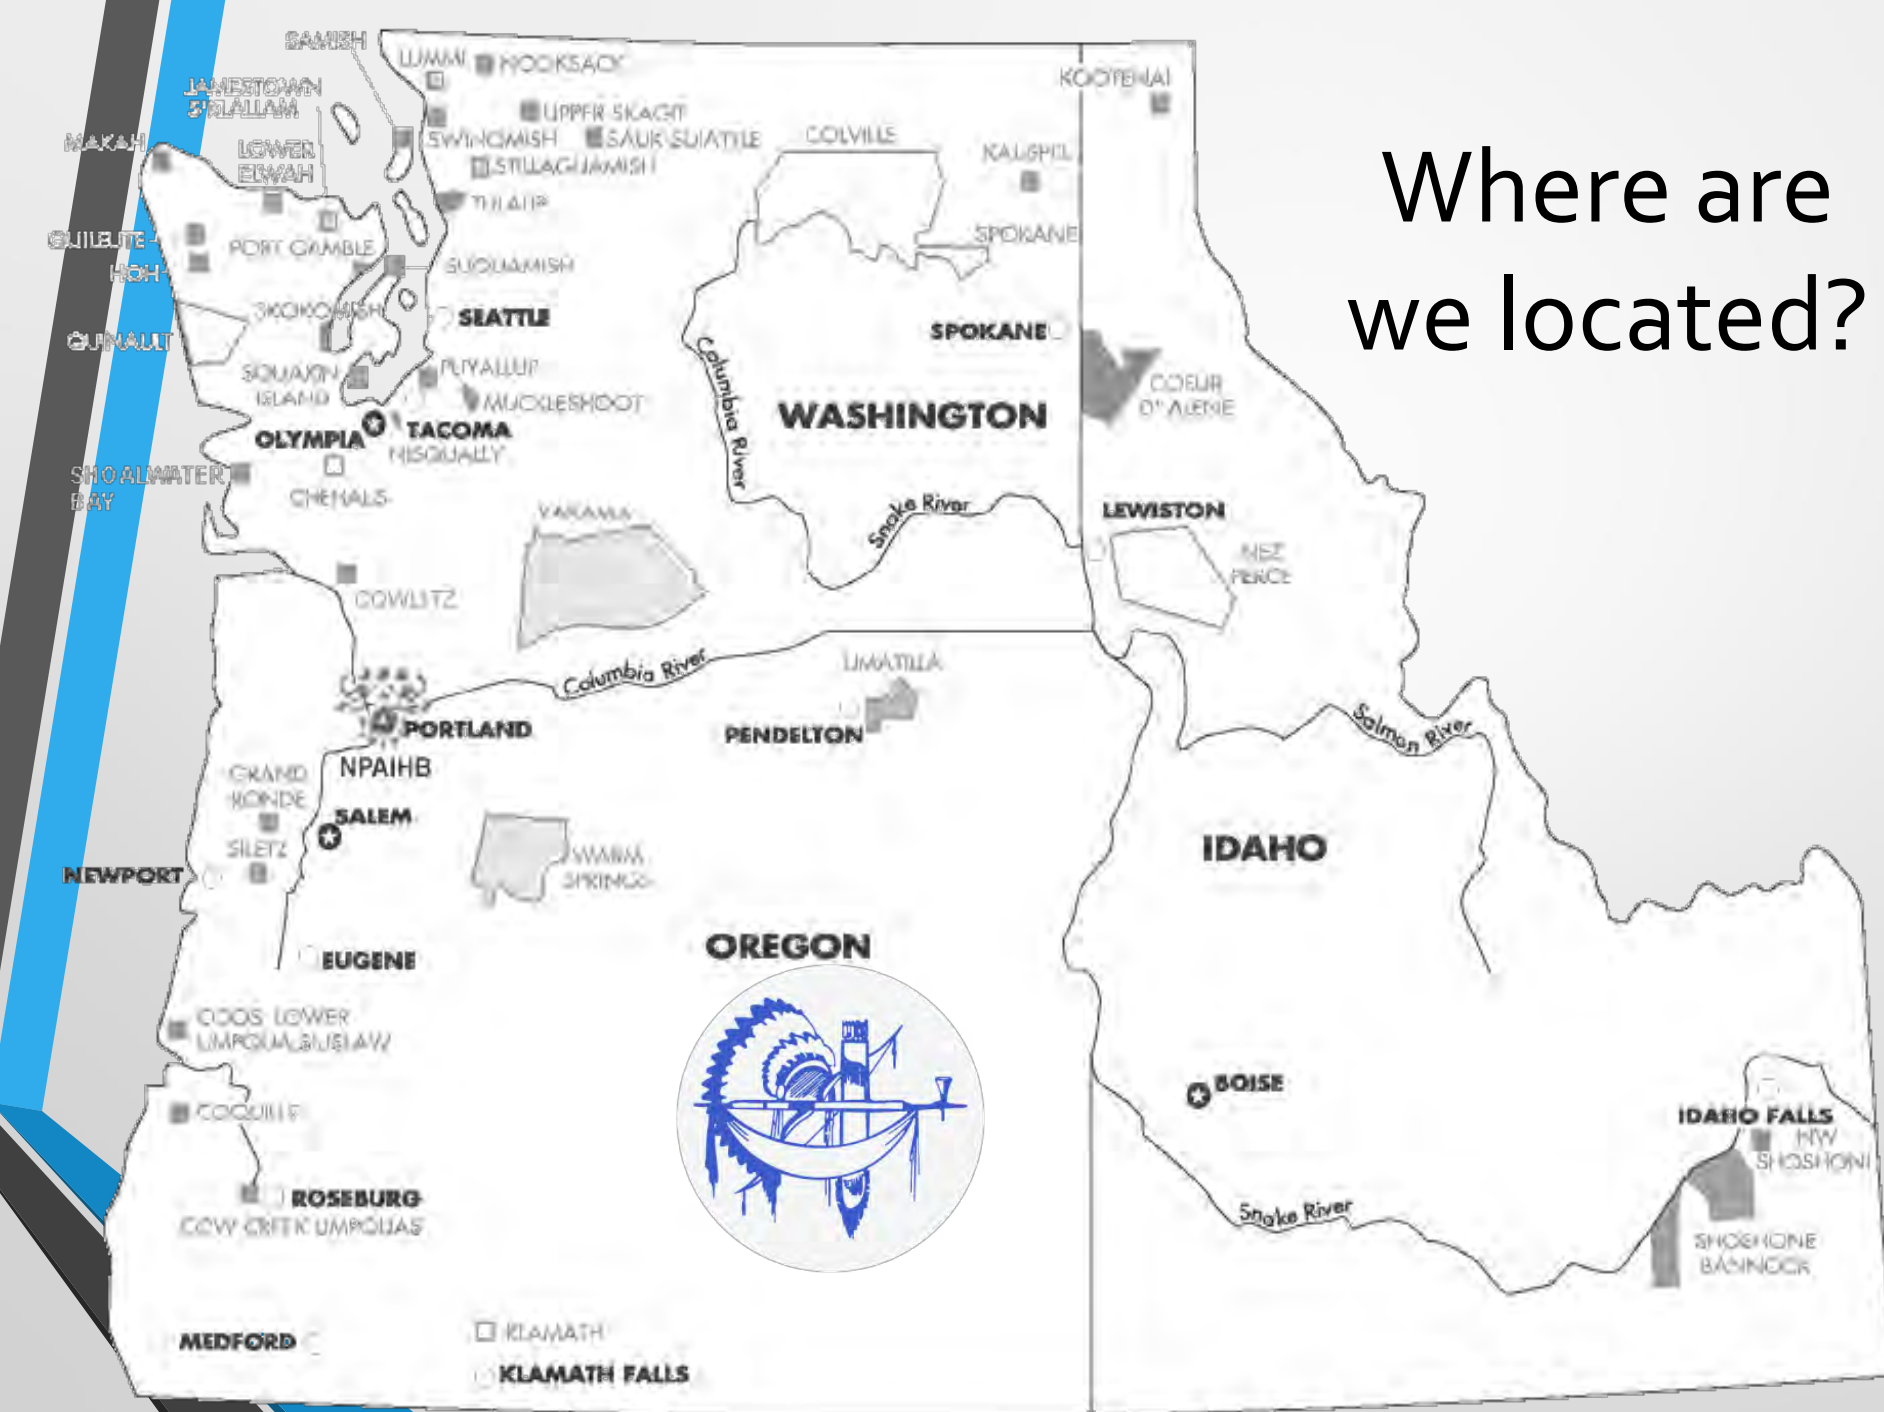 Where are
we located?
SAMISH
LUMMI
NOOKSACK
KOOTENAI
JAMESTOWN
S'KLALLAM
UPPER SKAGIT
MAKAH
LOWER
ELWAH
SWINOMISH
SAUK-SUIATTLE
COLVILLE
KALISPEL
STILLAGUAMISH
TULALIP
QUILEUTE
PORT GAMBLE
SPOKANE
HOH
SUQUAMISH
SKOKOMISH
SEATTLE
SPOKANE
QUINAULT
Columbia River
SQUAXIN
ISLAND
PUYALLUP
MUCKLESHOOT
COEUR
D'ALENE
WASHINGTON
OLYMPIA
TACOMA
NISQUALLY
SHOALWATER
BAY
CHEHALIS
YAKAMA
Snake River
LEWISTON
NEZ
PERCE
COWLITZ
Columbia River
UMATILLA
PORTLAND
PENDELTON
Salmon River
NPAIHB
GRAND
RONDE
SALEM
SILETZ
WARM
SPRINGS
IDAHO
NEWPORT
OREGON
EUGENE
COOS LOWER
UMPQUA SIUSLAW
BOISE
COQUILLE
IDAHO FALLS
NW
SHOSHONI
ROSEBURG
COW CREEK UMPQUAS
Snake River
SHOSHONE
BANNOCK
MEDFORD
KLAMATH
KLAMATH FALLS